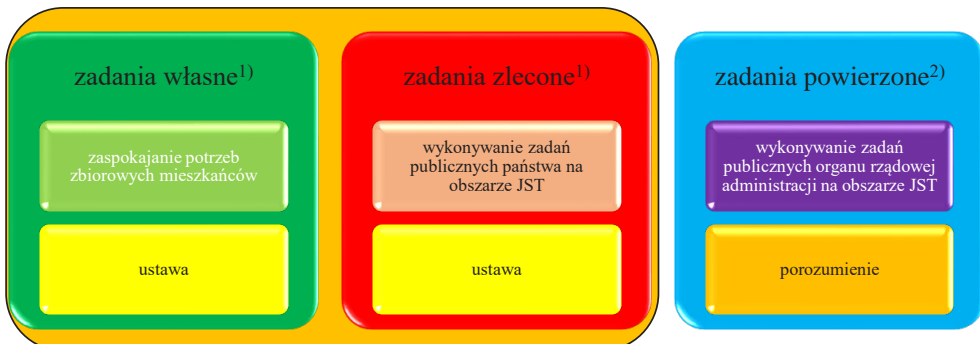 zadania własne1)
zaspokajanie potrzeb
zbiorowych mieszkańców
ustawa
zadania zlecone1)
wykonywanie zadań
publicznych państwa na
obszarze JST
ustawa
zadania powierzone2)
wykonywanie zadań
publicznych organu rządowej
administracji na obszarze JST
porozumienie